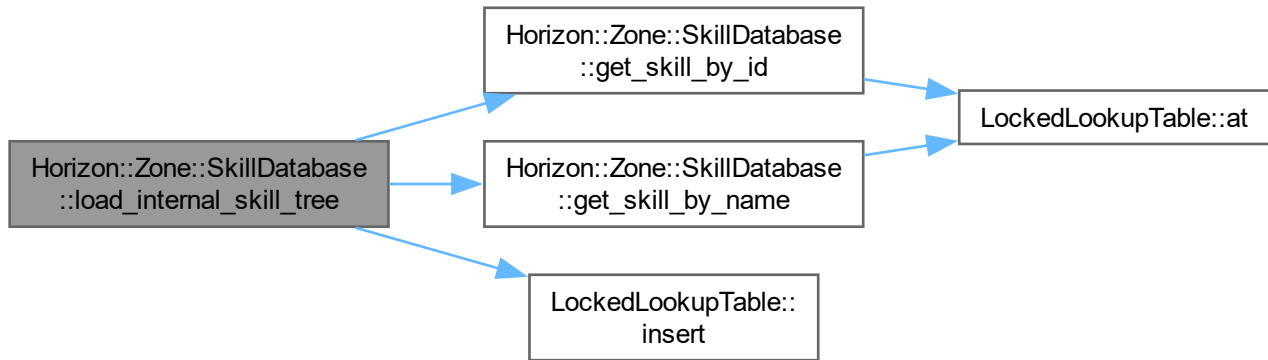 Horizon::Zone::SkillDatabase
::load_internal_skill_tree
Horizon::Zone::SkillDatabase
::get_skill_by_id
Horizon::Zone::SkillDatabase
::get_skill_by_name
LockedLookupTable::
insert
LockedLookupTable::at